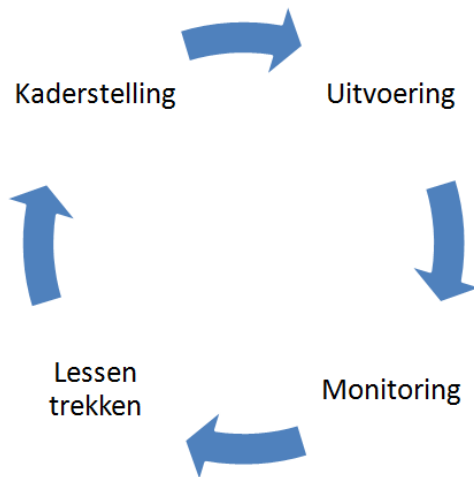 Kaderstelling
Uitvoering
Lessen
trekken
Monitoring